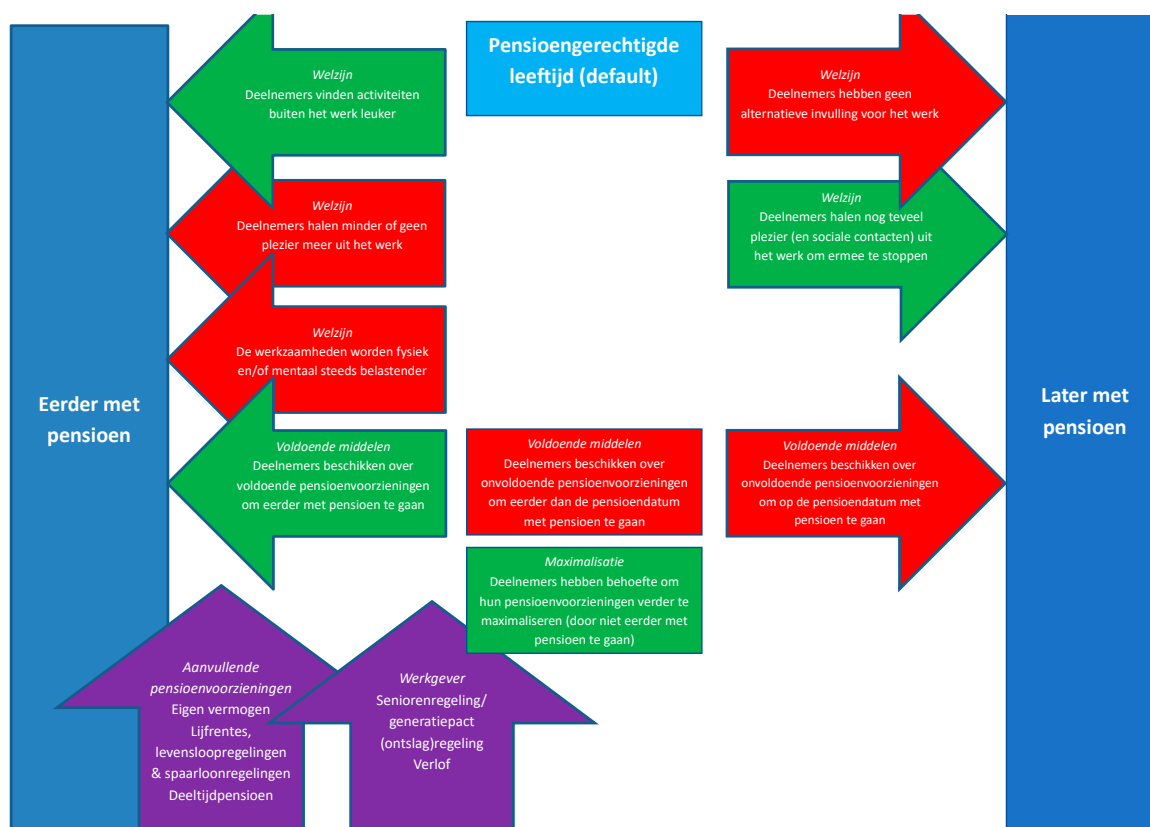 Pensioengerechtigde
leeftijd (default)
Welzijn
Deelnemers vinden activiteiten
buiten het werk leuker
Welzijn
Deelnemers hebben geen
alternatieve invulling voor het werk
Welzijn
Deelnemers halen minder of geen
plezier meer uit het werk
Welzijn
Deelnemers halen nog teveel
plezier (en sociale contacten) uit
het werk om ermee te stoppen
Welzijn
De werkzaamheden worden fysiek
en/of mentaal steeds belastender
Eerder met
pensioen
Later met
pensioen
Voldoende middelen
Deelnemers beschikken over
voldoende pensioenvoorzieningen
om eerder met pensioen te gaan
Voldoende middelen
Deelnemers beschikken over
onvoldoende pensioenvoorzieningen
om eerder dan de pensioendatum
met pensioen te gaan
Voldoende middelen
Deelnemers beschikken over
onvoldoende pensioenvoorzieningen
om op de pensioendatum met
pensioen te gaan
Maximalisatie
Deelnemers hebben behoefte om
hun pensioenvoorzieningen verder te
maximaliseren (door niet eerder met
pensioen te gaan)
Aanvullende
pensioenvoorzieningen
Eigen vermogen
Lijfrentes,
levensloopregelingen
& spaarloonregelingen
Deeltijdpensioen
Werkgever
Seniorenregeling/
generatiepact
(ontslag)regeling
Verlof